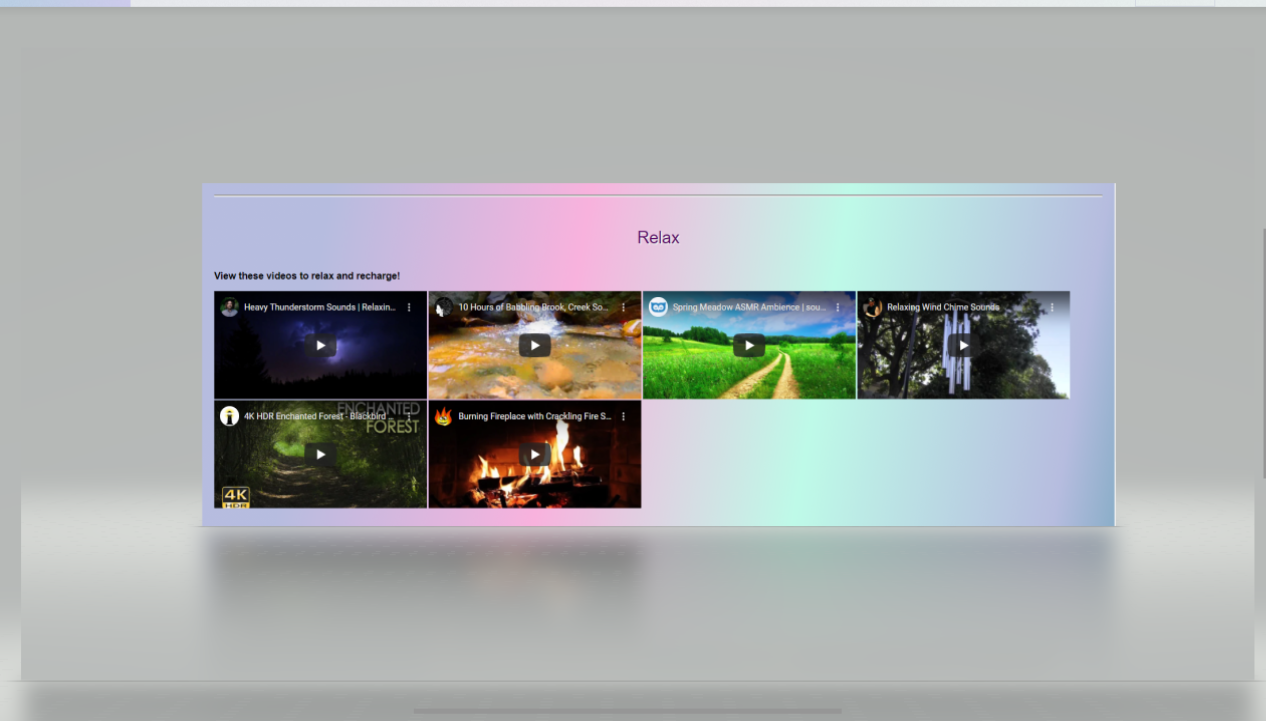 Relax
View these videos to relax and recharge!
Heavy Thunderstorm Sounds | Relaxin...
10 Hours of Babbling Brook, Creek So...
Spring Meadow ASMR Ambience | sou...
Relaxing Wind Chime Sounds
4K HDR Enchanted Forest - Blackbird ...
ENCHANTED
FOREST
4K
HDR
Burning Fireplace with Crackling Fire S...